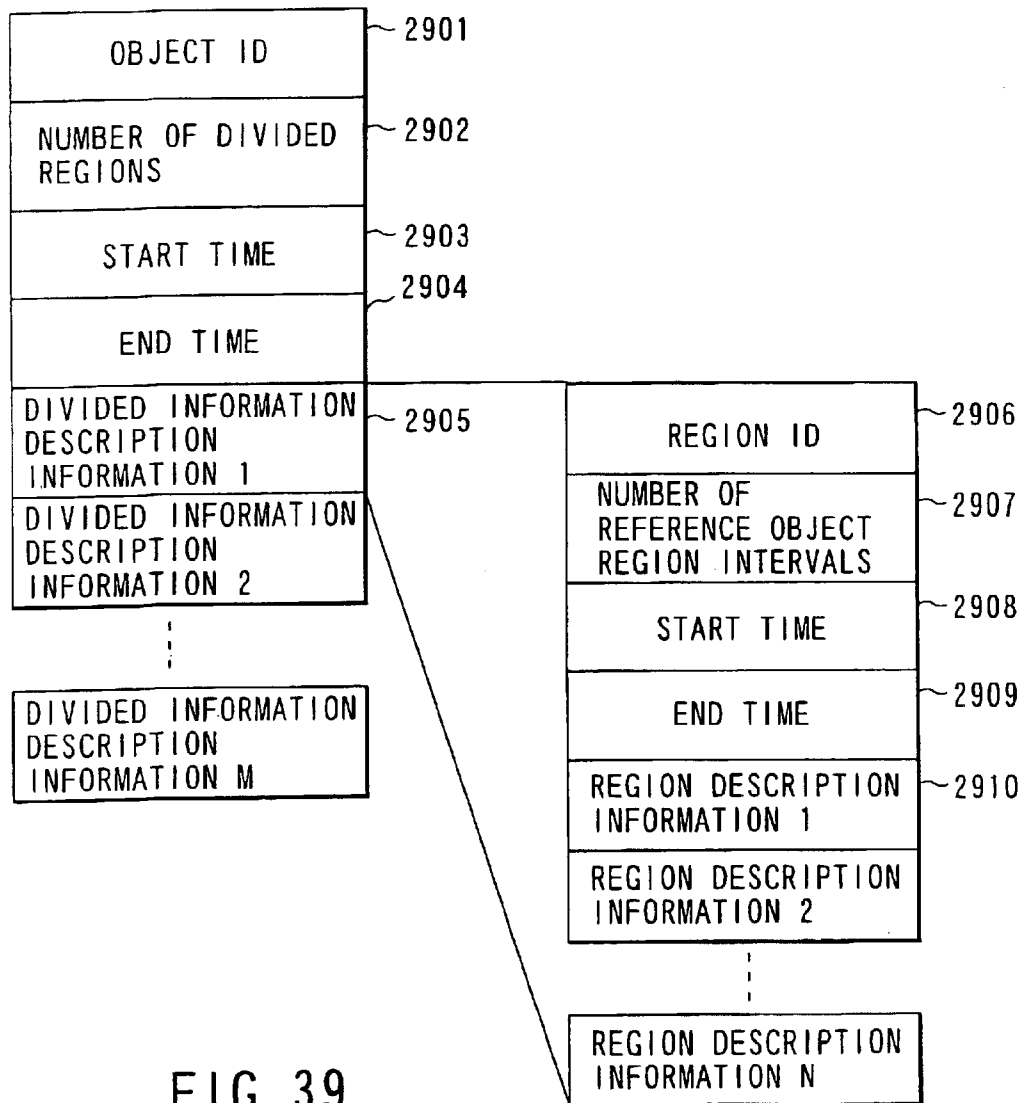 OBJECT ID
2901
NUMBER OF DIVIDED
REGIONS
2902
START TIME
2903
END TIME
2904
DIVIDED INFORMATION
DESCRIPTION
INFORMATION 1
2905
DIVIDED INFORMATION
DESCRIPTION
INFORMATION 2
DIVIDED INFORMATION
DESCRIPTION
INFORMATION M
REGION ID
2906
NUMBER OF
REFERENCE OBJECT
REGION INTERVALS
2907
START TIME
2908
END TIME
2909
REGION DESCRIPTION
INFORMATION 1
2910
REGION DESCRIPTION
INFORMATION 2
REGION DESCRIPTION
INFORMATION N
FIG. 39